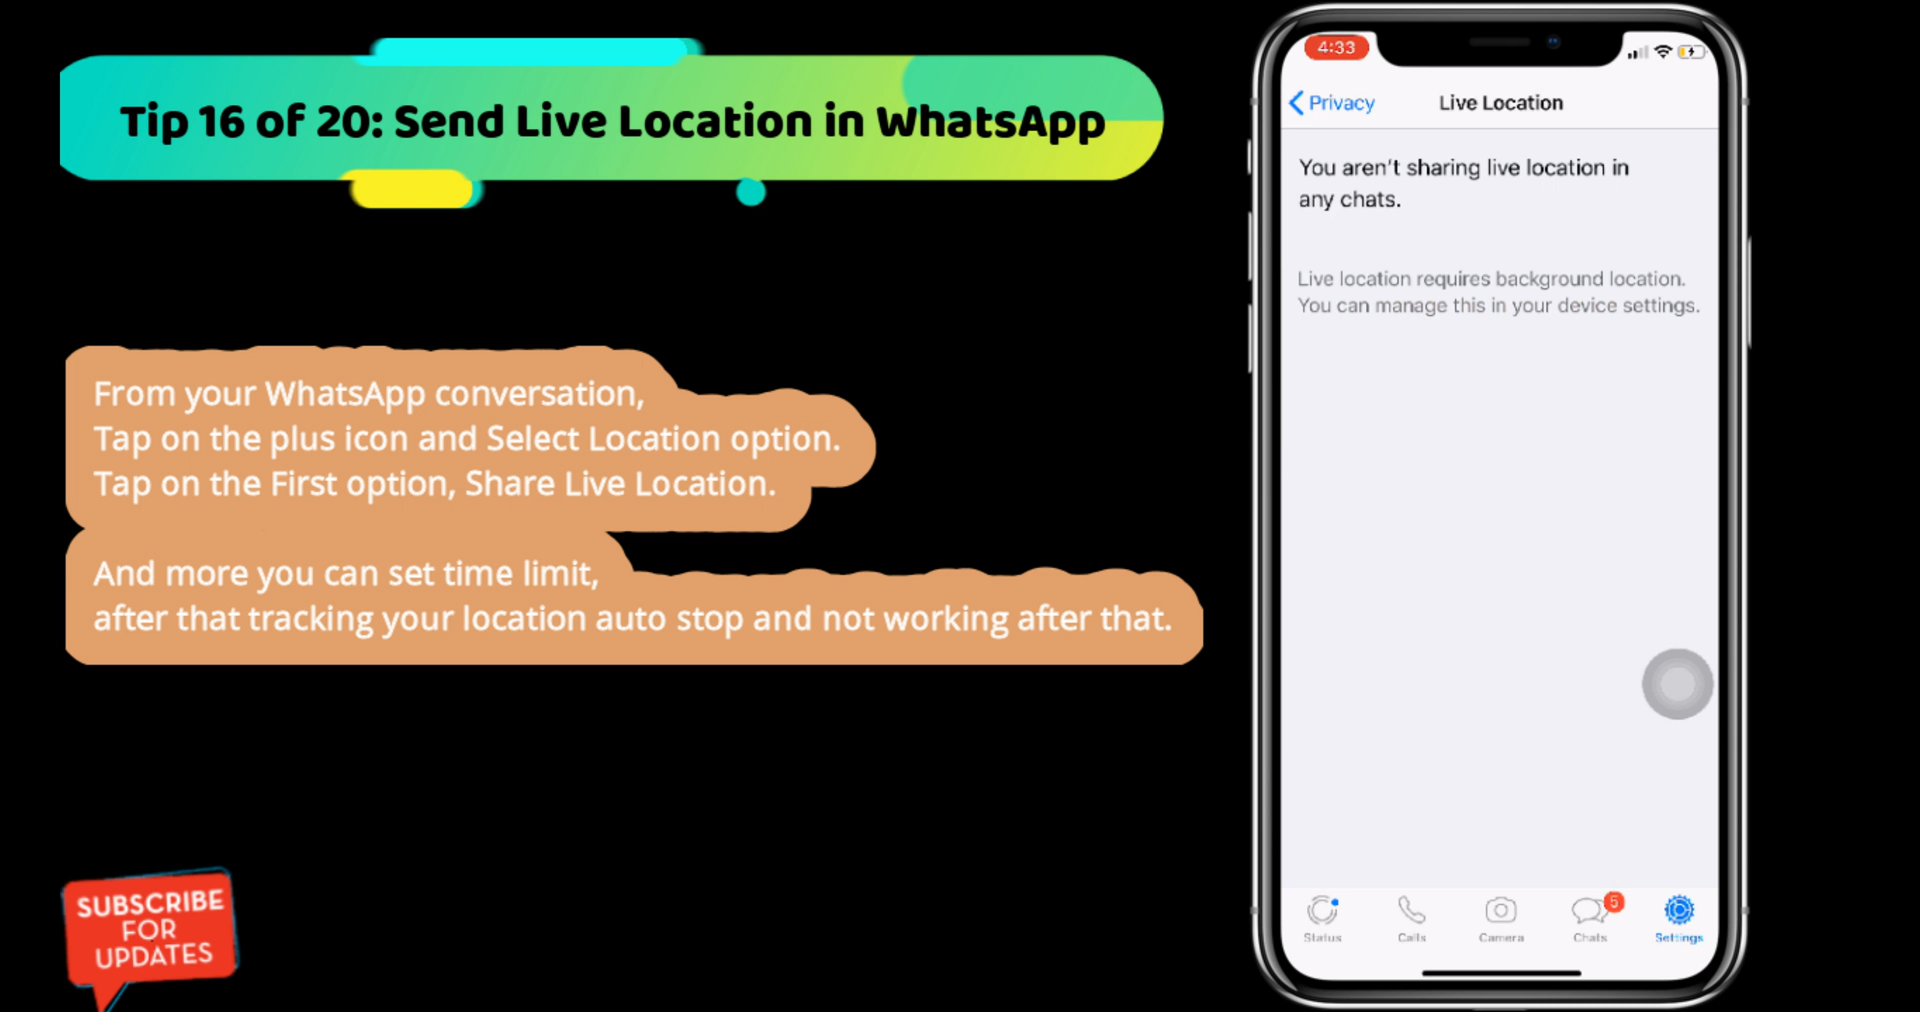 Tip 16 of 20: Send Live Location in WhatsApp
From your WhatsApp conversation,
Tap on the plus icon and Select Location option.
Tap on the First option, Share Live Location.
And more you can set time limit,
after that tracking your location auto stop and not working after that.
SUBSCRIBE
FOR
UPDATES
4:33
Privacy
Live Location
You aren't sharing live location in
any chats.
Live location requires background location.
You can manage this in your device settings.
5
Status
Calls
Camera
Chats
Settings